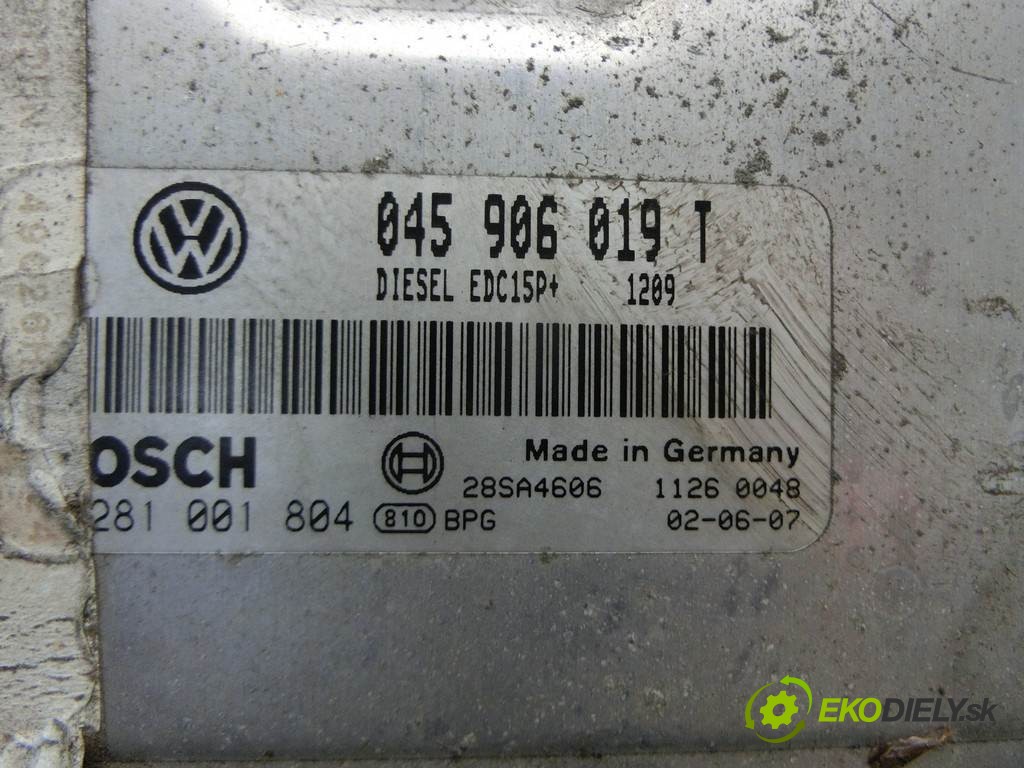 045 906 019 T
DIESEL EDC15P+ 1209
OSCH
Made in Germany
28SA4606 1126 0048
281 001 804 810 BPG 02-06-07
EKODIELY.sk